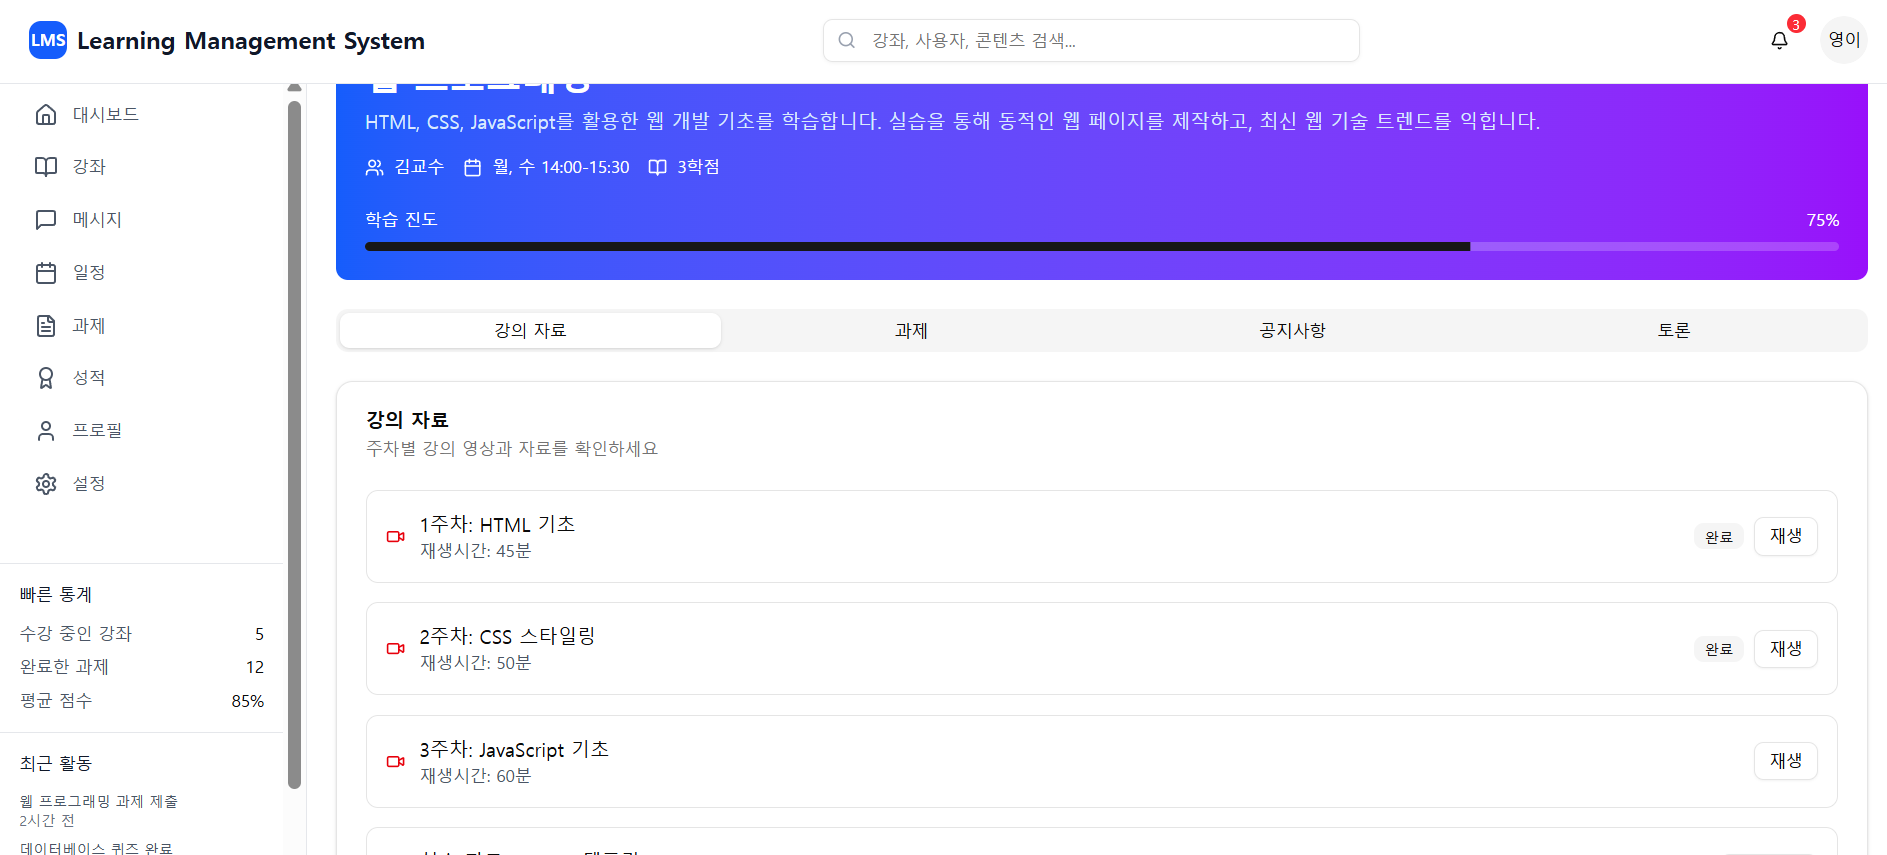 LMS Learning Management System
강좌, 사용자, 콘텐츠 검색...
3
영이
대시보드
강좌
메시지
일정
과제
성적
프로필
설정
빠른 통계
수강 중인 강좌 5
완료한 과제 12
평균 점수 85%
최근 활동
웹 프로그래밍 과제 제출
2시간 전
데이터베이스 퀴즈 완료
웹 프로그래밍
HTML, CSS, JavaScript를 활용한 웹 개발 기초를 학습합니다. 실습을 통해 동적인 웹 페이지를 제작하고, 최신 웹 기술 트렌드를 익힙니다.
김교수 월, 수 14:00-15:30 3학점
학습 진도 75%
강의 자료 과제 공지사항 토론
강의 자료
주차별 강의 영상과 자료를 확인하세요
1주차: HTML 기초
재생시간: 45분
완료 재생
2주차: CSS 스타일링
재생시간: 50분
완료 재생
3주차: JavaScript 기초
재생시간: 60분
재생